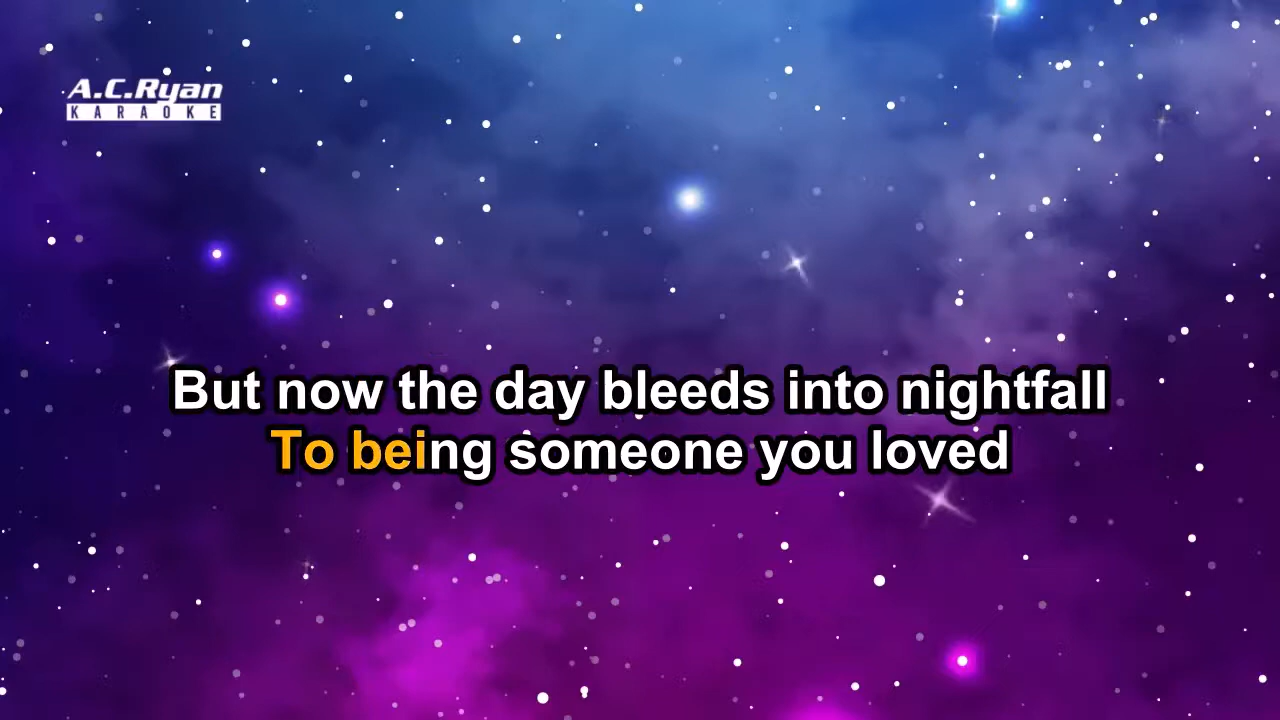 A.C.Ryan
KARAOKE
But now the day bleeds into nightfall
To being someone you loved